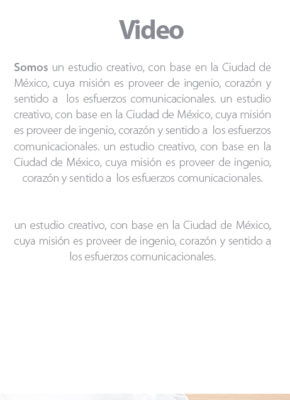 Video
Somos un estudio creativo, con base en la Ciudad de
México, cuya misión es proveer de ingenio, corazón y
sentido a los esfuerzos comunicacionales. un estudio
creativo, con base en la Ciudad de México, cuya misión
es proveer de ingenio, corazón y sentido a los esfuerzos
comunicacionales. un estudio creativo, con base en la
Ciudad de México, cuya misión es proveer de ingenio,
corazón y sentido a los esfuerzos comunicacionales.
un estudio creativo, con base en la Ciudad de México,
cuya misión es proveer de ingenio, corazón y sentido a
los esfuerzos comunicacionales.